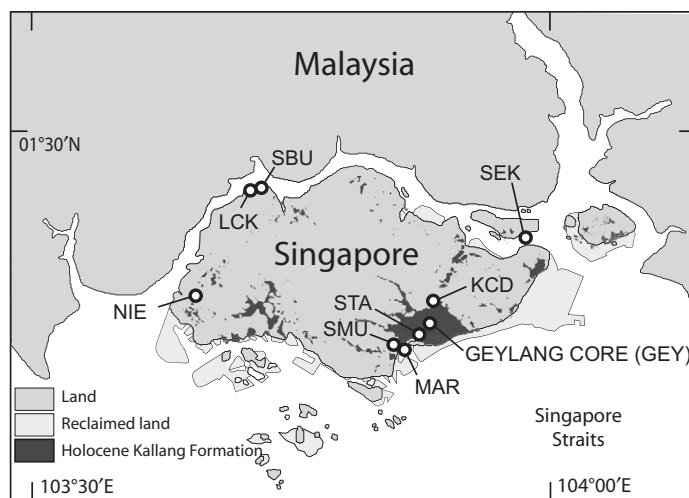 Malaysia
01°30′N
SBU
SEK
LCK
Singapore
KCD
NIE
STA
SMU
GEYLANG CORE (GEY)
MAR
Land
Reclaimed land
Holocene Kallang Formation
Singapore
Straits
103°30′E
104°00′E